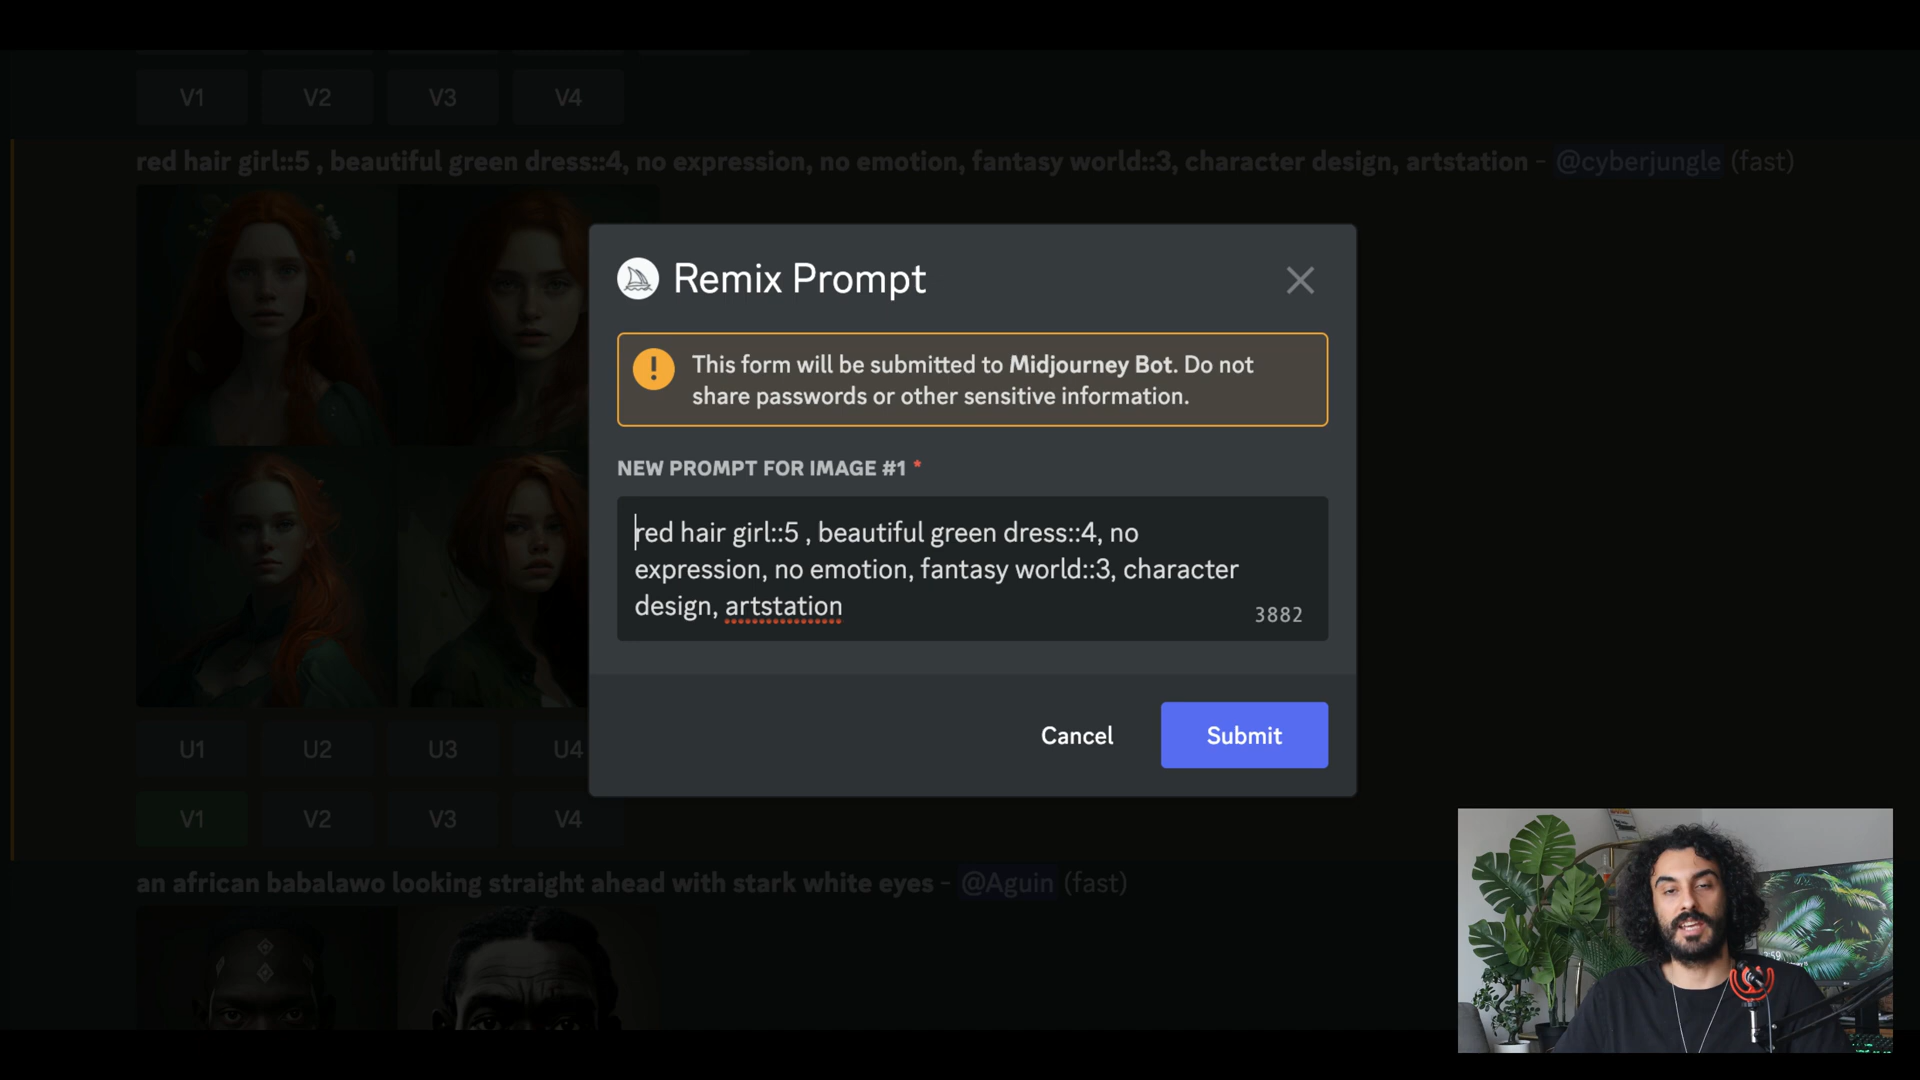 V1 V2 V3 V4
red hair girl::5 , beautiful green dress::4, no expression, no emotion, fantasy world::3, character design, artstation - @cyberjungle (fast)
Remix Prompt
This form will be submitted to Midjourney Bot. Do not
share passwords or other sensitive information.
NEW PROMPT FOR IMAGE #1 *
red hair girl::5 , beautiful green dress::4, no
expression, no emotion, fantasy world::3, character
design, artstation
3882
Cancel Submit
U1 U2 U3 U4
V1 V2 V3 V4
an african babalawo looking straight ahead with stark white eyes - @Aguin (fast)